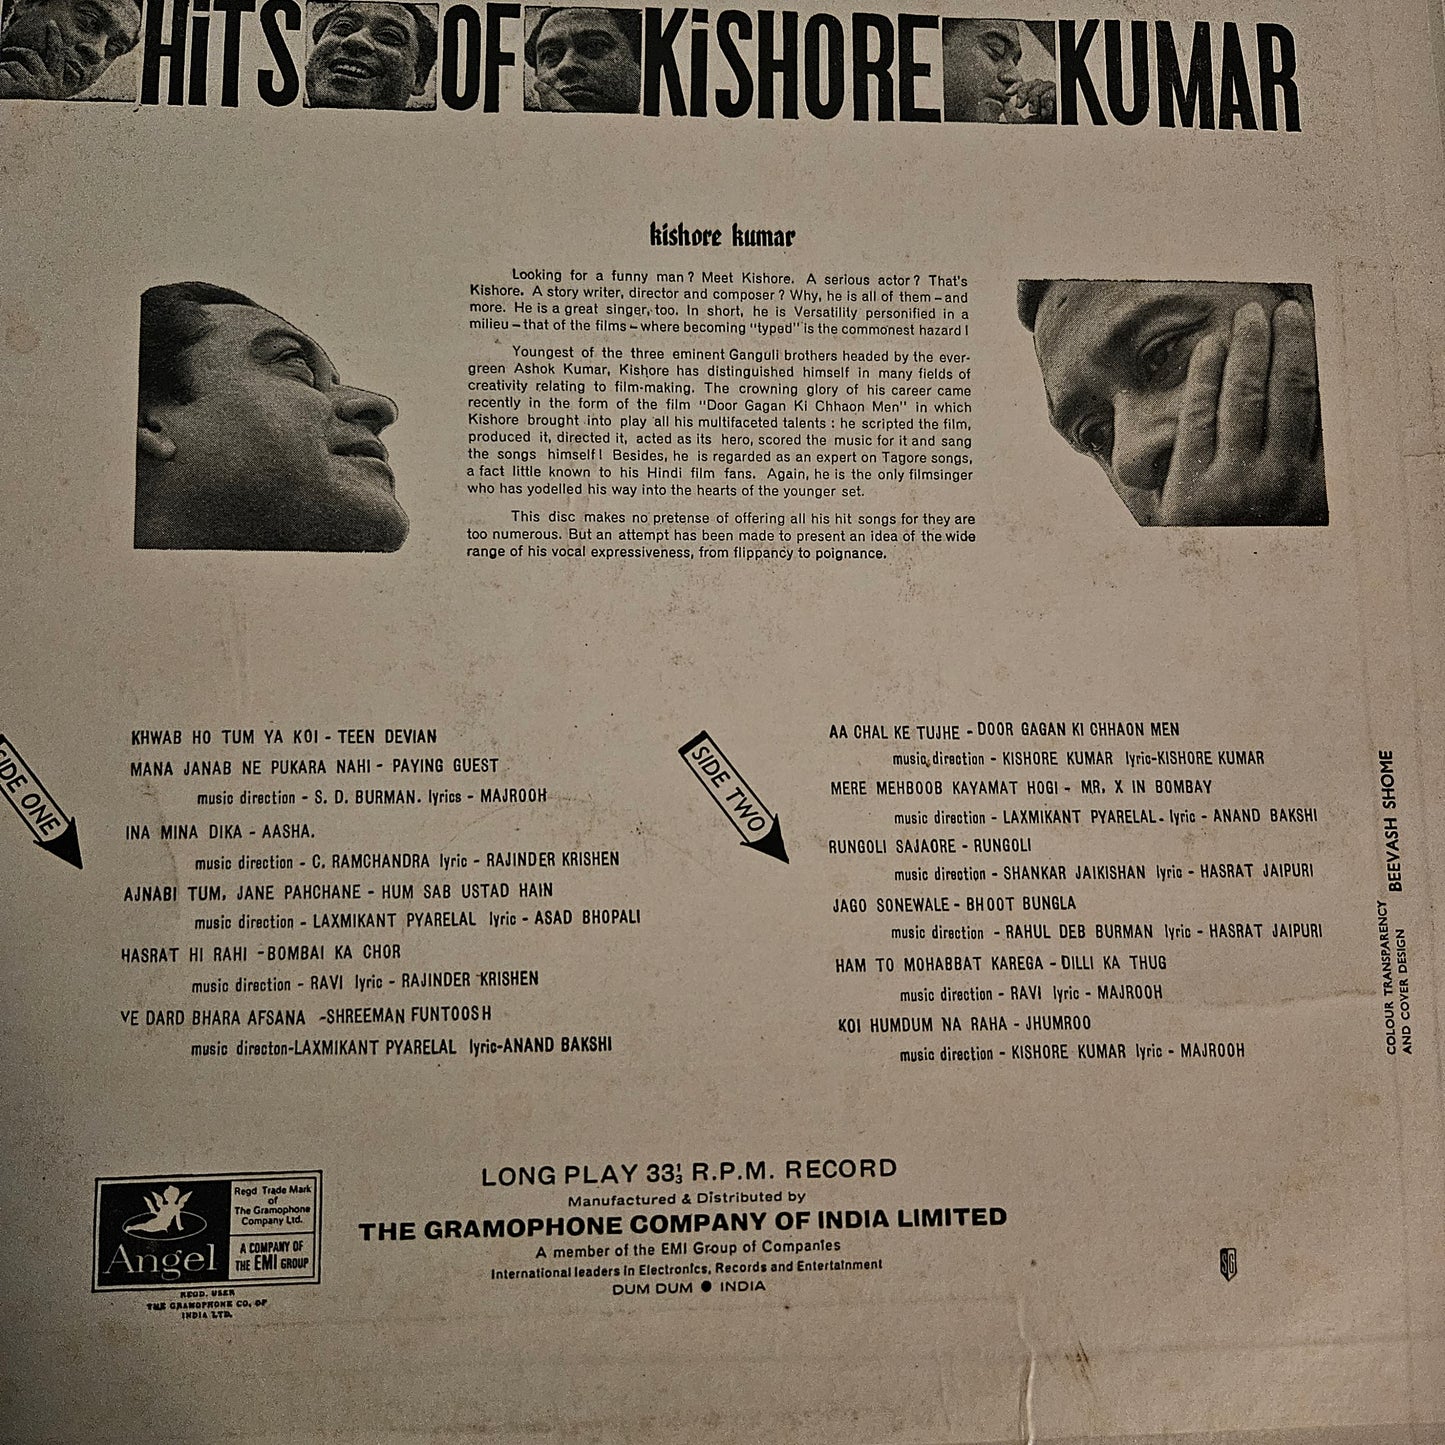 HiTS OF KiSHORE KUMAR
kishore kumar
Looking for a funny man? Meet Kishore. A serious actor? That's
Kishore. A story writer, director and composer? Why, he is all of them – and
more. He is a great singer, too. In short, he is Versatility personified in a
milieu – that of the films – where becoming "typed" is the commonest hazard!
Youngest of the three eminent Ganguli brothers headed by the ever-
green Ashok Kumar, Kishore has distinguished himself in many fields of
creativity relating to film-making. The crowning glory of his career came
recently in the form of the film "Door Gagan Ki Chhaon Men" in which
Kishore brought into play all his multifaceted talents : he scripted the film,
produced it, directed it, acted as its hero, scored the music for it and sang
the songs himself! Besides, he is regarded as an expert on Tagore songs,
a fact little known to his Hindi film fans. Again, he is the only filmsinger
who has yodelled his way into the hearts of the younger set.
This disc makes no pretense of offering all his hit songs for they are
too numerous. But an attempt has been made to present an idea of the wide
range of his vocal expressiveness, from flippancy to poignance.
SIDE ONE
KHWAB HO TUM YA KOI - TEEN DEVIAN
MANA JANAB NE PUKARA NAHI - PAYING GUEST
music direction - S. D. BURMAN. lyrics - MAJROOH
INA MINA DIKA - AASHA.
music direction - C. RAMCHANDRA lyric - RAJINDER KRISHEN
AJNABI TUM, JANE PAHCHANE - HUM SAB USTAD HAIN
music direction - LAXMIKANT PYARELAL lyric - ASAD BHOPALI
HASRAT HI RAHI - BOMBAI KA CHOR
music direction - RAVI lyric - RAJINDER KRISHEN
YE DARD BHARA AFSANA - SHREEMAN FUNTOOSH
music directon-LAXMIKANT PYARELAL lyric-ANAND BAKSHI
SIDE TWO
AA CHAL KE TUJHE - DOOR GAGAN KI CHHAON MEN
music direction - KISHORE KUMAR lyric-KISHORE KUMAR
MERE MEHBOOB KAYAMAT HOGI - MR. X IN BOMBAY
music direction - LAXMIKANT PYARELAL. lyric - ANAND BAKSHI
RUNGOLI SAJAORE - RUNGOLI
music direction - SHANKAR JAIKISHAN lyric - HASRAT JAIPURI
JAGO SONEWALE - BHOOT BUNGLA
music direction - RAHUL DEB BURMAN lyric - HASRAT JAIPURI
HAM TO MOHABBAT KAREGA - DILLI KA THUG
music direction - RAVI lyric - MAJROOH
KOI HUMDUM NA RAHA - JHUMROO
music direction - KISHORE KUMAR lyric - MAJROOH
COLOUR TRANSPARENCY
AND COVER DESIGN BEEVASH SHOME
LONG PLAY 33⅓ R.P.M. RECORD
Manufactured & Distributed by
THE GRAMOPHONE COMPANY OF INDIA LIMITED
A member of the EMI Group of Companies
International leaders in Electronics, Records and Entertainment
DUM DUM ● INDIA
Angel
Regd Trade Mark
of
The Gramophone
Company Ltd.
A COMPANY OF
THE EMI GROUP
REGD. USER
THE GRAMOPHONE CO. OF
INDIA LTD.
SG